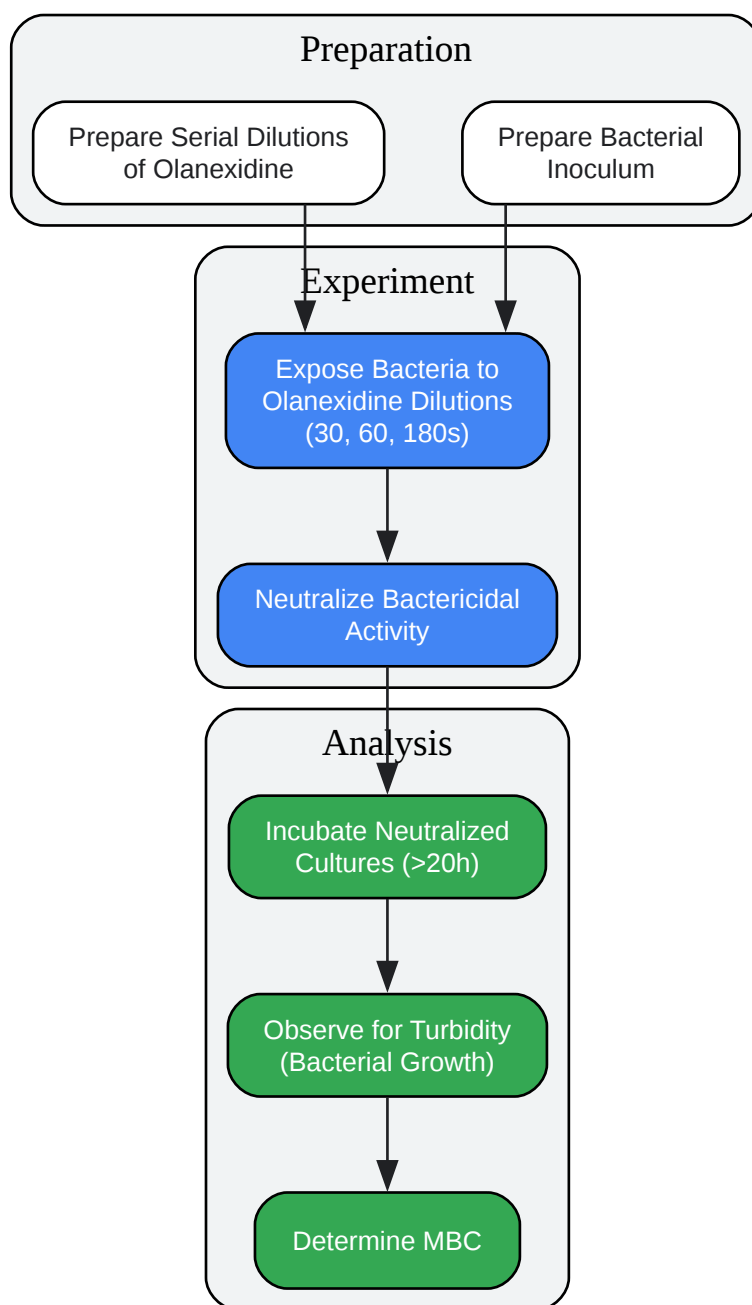 Preparation
Prepare Serial Dilutions
of Olanexidine
Prepare Bacterial
Inoculum
Experiment
Expose Bacteria to
Olanexidine Dilutions
(30, 60, 180s)
Neutralize Bactericidal
Activity
Analysis
Incubate Neutralized
Cultures (>20h)
Observe for Turbidity
(Bacterial Growth)
Determine MBC